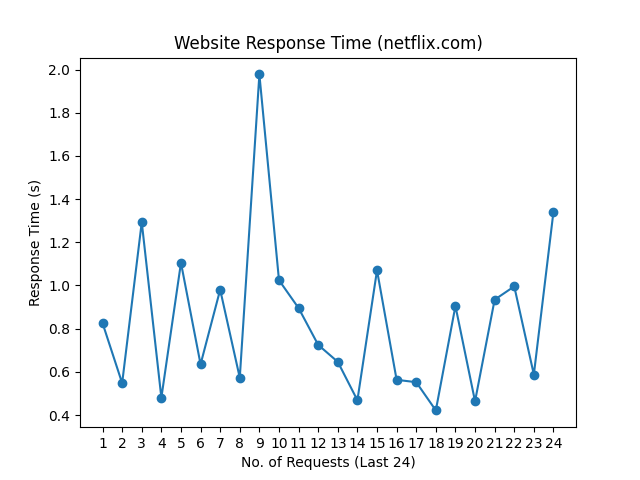 Website Response Time (netflix.com)
2.0
1.8
1.6
1.4
1.2
1.0
0.8
0.6
0.4
Response Time (s)
1 2 3 4 5 6 7 8 9 10 11 12 13 14 15 16 17 18 19 20 21 22 23 24
No. of Requests (Last 24)